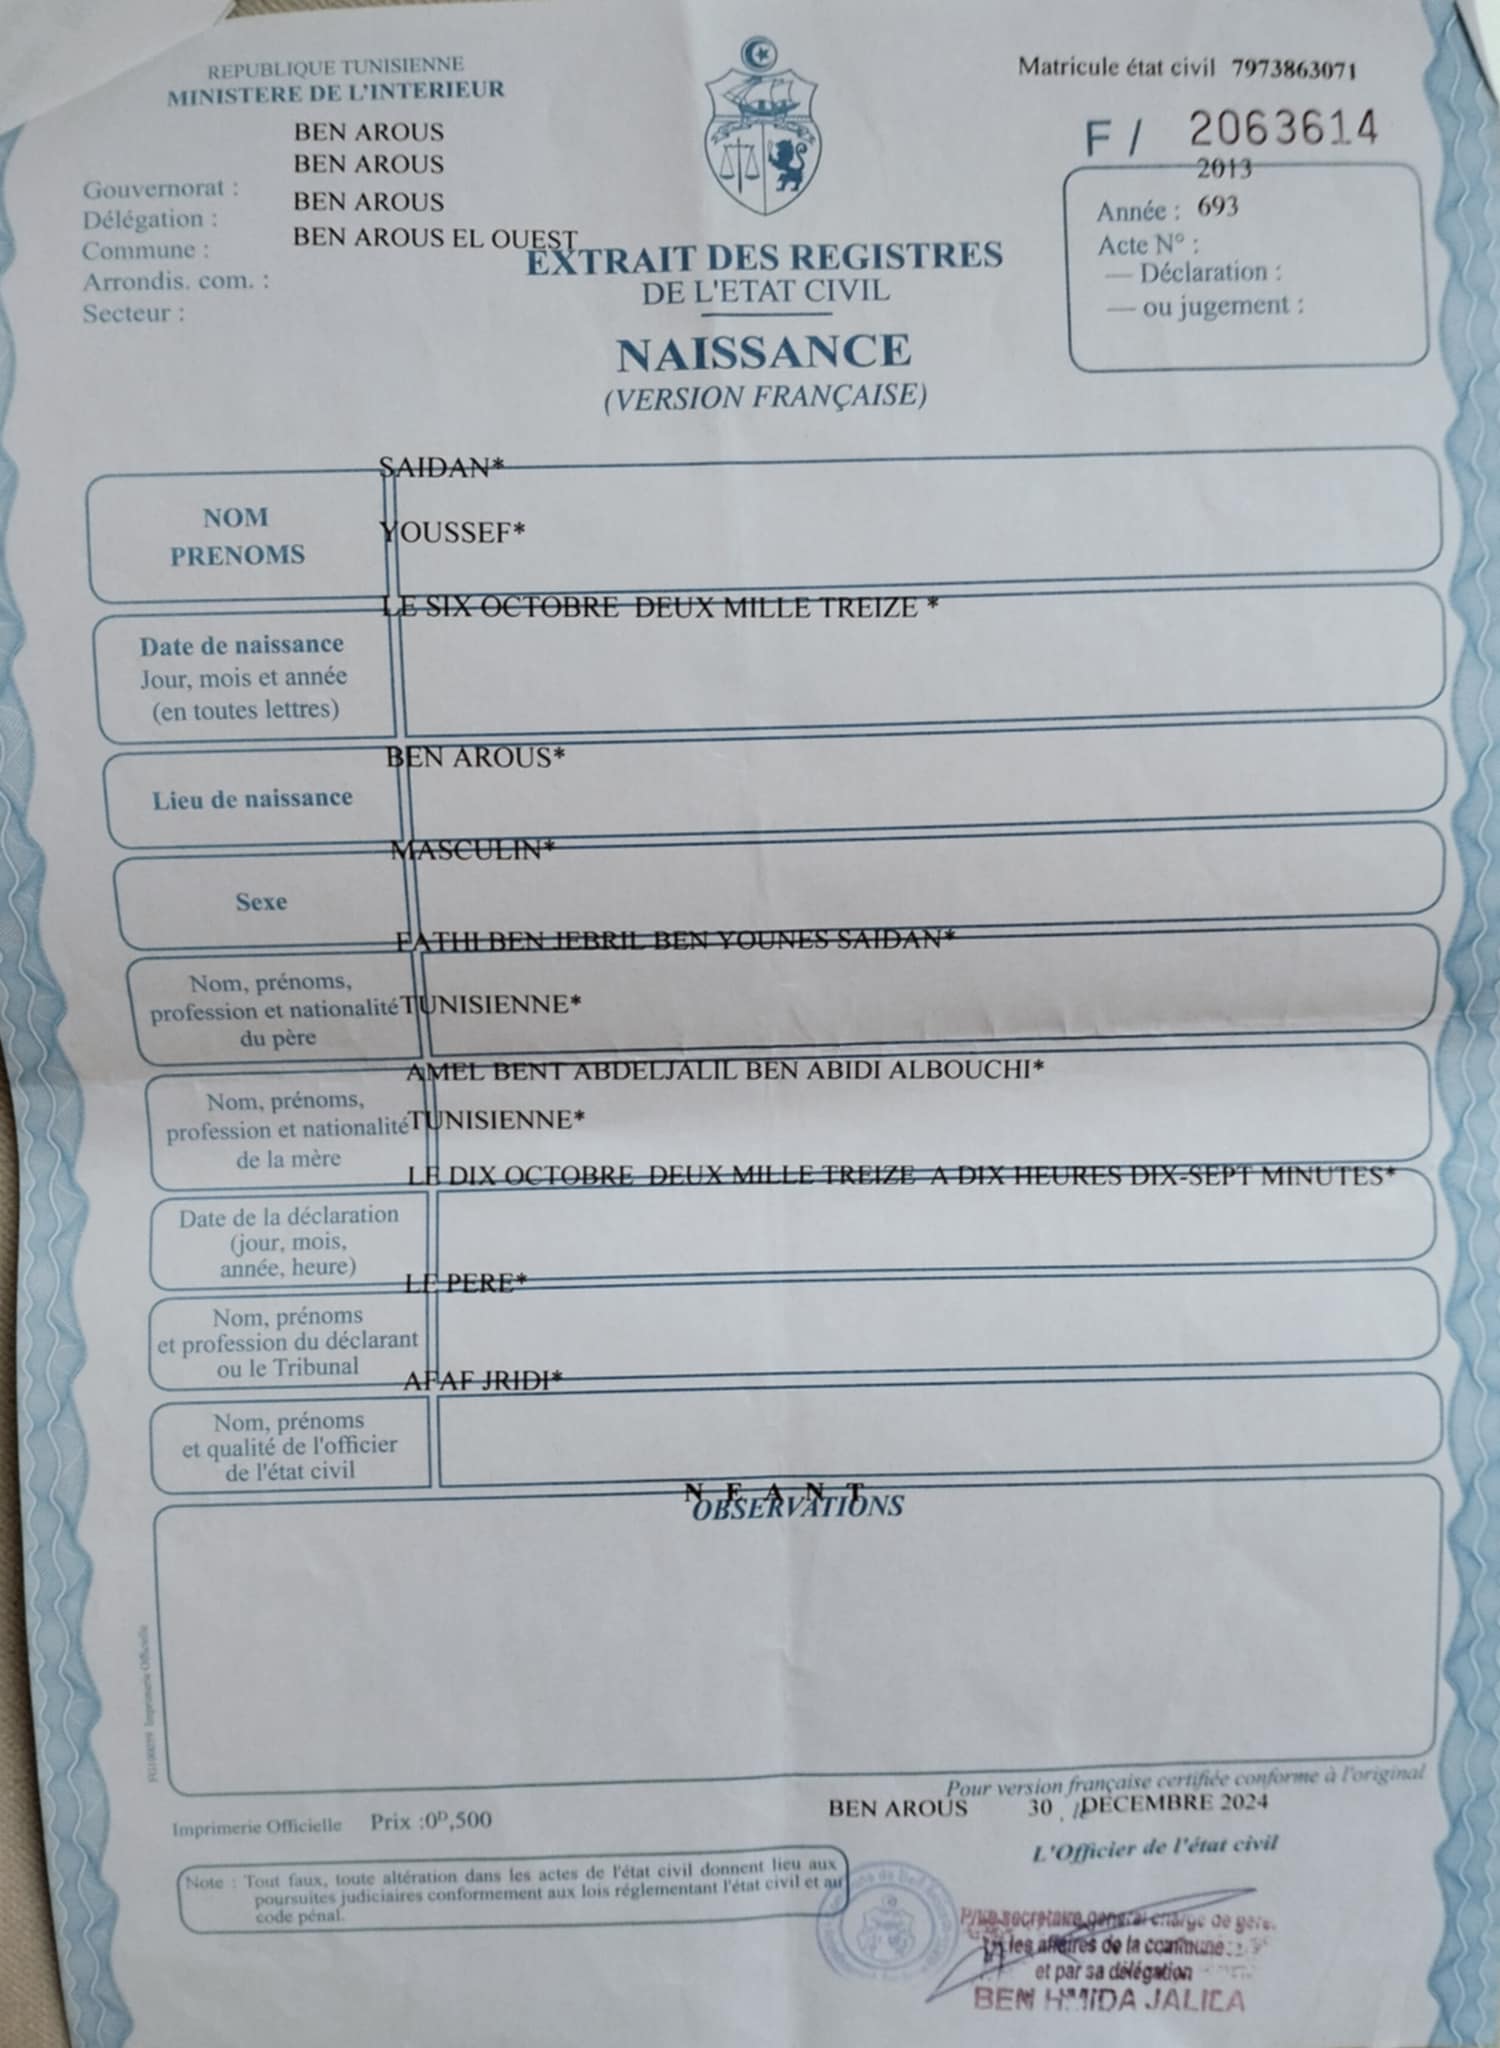 REPUBLIQUE TUNISIENNE
MINISTERE DE L'INTERIEUR
BEN AROUS
BEN AROUS
Gouvernorat :
BEN AROUS
Délégation :
BEN AROUS EL OUEST
Commune :
Arrondis. com. :
Secteur :
Matricule état civil 7973863071
F / 2063614
2013
Année : 693
Acte N° :
— Déclaration :
— ou jugement :
EXTRAIT DES REGISTRES
DE L'ETAT CIVIL
NAISSANCE
(VERSION FRANÇAISE)
SAIDAN*
NOM
YOUSSEF*
PRENOMS
LE SIX OCTOBRE DEUX MILLE TREIZE *
Date de naissance
Jour, mois et année
(en toutes lettres)
BEN AROUS*
Lieu de naissance
MASCULIN*
Sexe
FATHI BEN JEBRIL BEN YOUNES SAIDAN*
Nom, prénoms,
profession et nationalité TUNISIENNE*
du père
AMEL BENT ABDELJALIL BEN ABIDI ALBOUCHI*
Nom, prénoms,
profession et nationalité TUNISIENNE*
de la mère
LE DIX OCTOBRE DEUX MILLE TREIZE A DIX HEURES DIX-SEPT MINUTES*
Date de la déclaration
(jour, mois,
année, heure)
LE PERE*
Nom, prénoms
et profession du déclarant
ou le Tribunal
AFAF JRIDI*
Nom, prénoms
et qualité de l'officier
de l'état civil
N E A N T
OBSERVATIONS
Imprimerie Officielle
Pour version française certifiée conforme à l'original
BEN AROUS 30 DECEMBRE 2024
Imprimerie Officielle Prix :0ᴰ,500
L'Officier de l'état civil
Note : Tout faux, toute altération dans les actes de l'état civil donnent lieu aux
poursuites judiciaires conformement aux lois réglementant l'état civil et au
code pénal.
secretaire general charge de
les affaires de la commune
et par sa délégation
BEN HMIDA JALILA